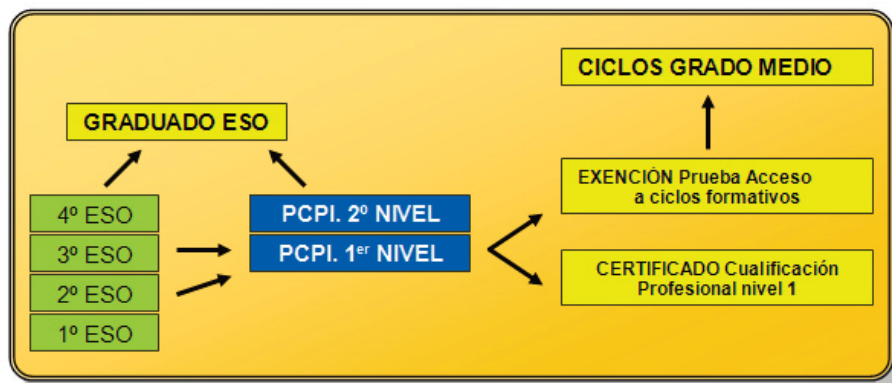 CICLOS GRADO MEDIO
GRADUADO ESO
EXENCIÓN Prueba Acceso
a ciclos formativos
4º ESO
3º ESO
2º ESO
1º ESO
PCPI. 2º NIVEL
PCPI. 1er NIVEL
CERTIFICADO Cualificación
Profesional nivel 1